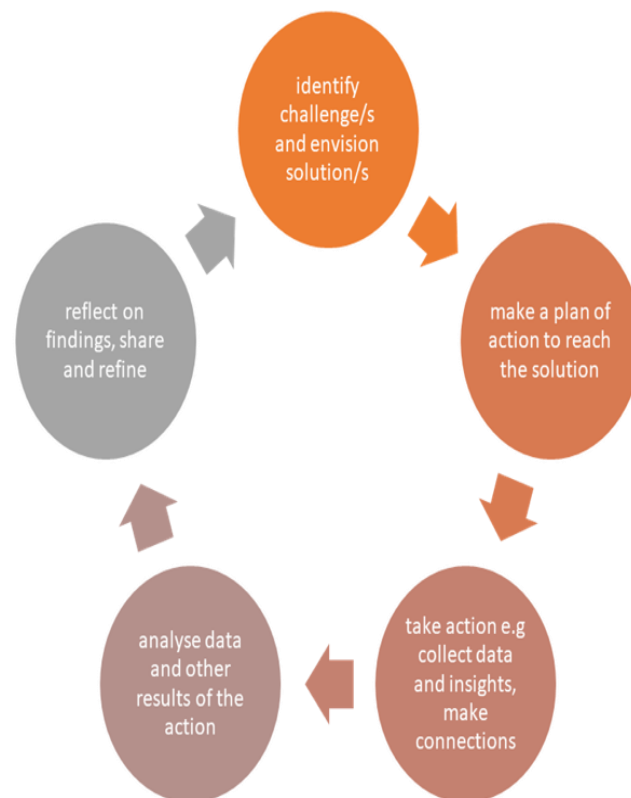 identify
challenge/s
and envision
solution/s
make a plan of
action to reach
the solution
take action e.g
collect data
and insights,
make
connections
analyse data
and other
results of the
action
reflect on
findings, share
and refine